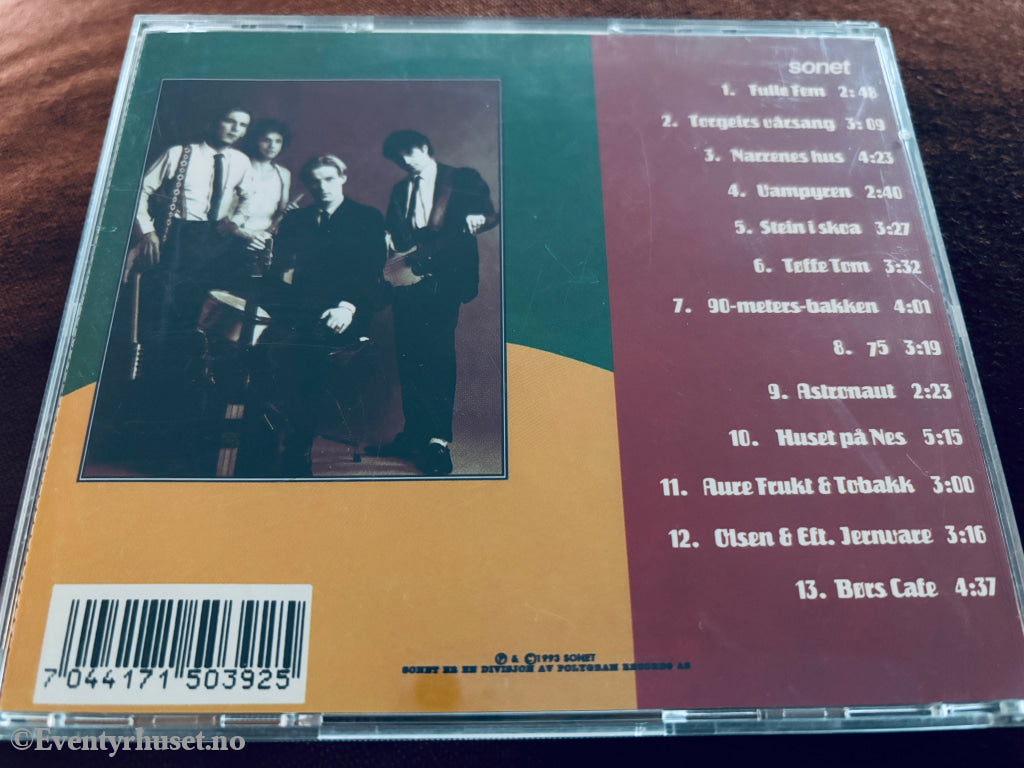 sonet
1. Fulle Fem 2:48
2. Torgeirs vårsang 3:09
3. Narrenes hus 4:23
4. Vampyren 2:40
5. Stein i skoa 3:27
6. Tøffe Tom 3:32
7. 90-meters-bakken 4:01
8. 75 3:19
9. Astronaut 2:23
10. Huset på Nes 5:15
11. Aure Frukt & Tobakk 3:00
12. Olsen & Eft. Jernvare 3:16
13. Børs Cafe 4:37
7 044171 503925
℗ & ©1993 SONET
SONET ER EN DIVISJON AV POLYGRAM RECORDS AS
©Eventyrhuset.no